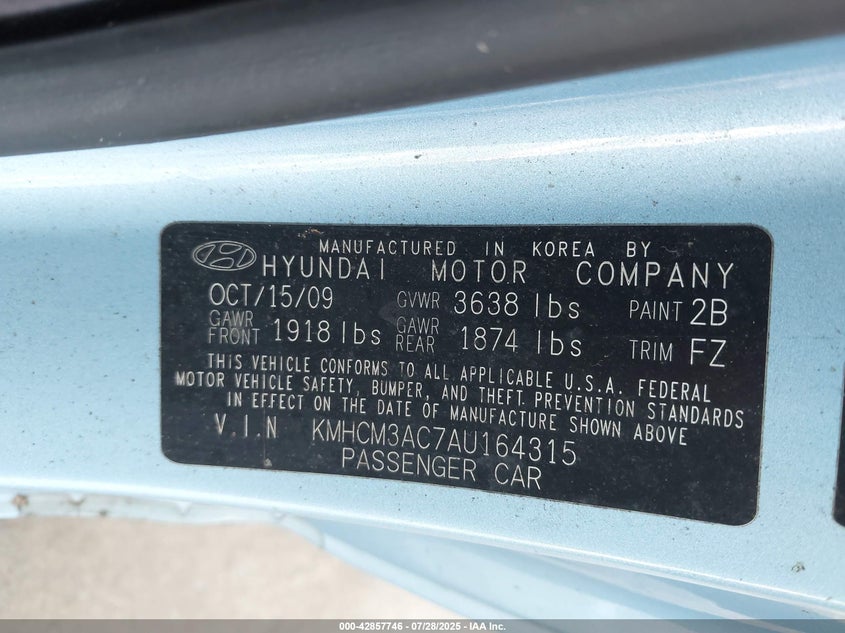 MANUFACTURED IN KOREA BY
HYUNDAI MOTOR COMPANY
OCT/15/09 GVWR 3638 lbs PAINT 2B
GAWR FRONT 1918 lbs GAWR REAR 1874 lbs TRIM FZ
THIS VEHICLE CONFORMS TO ALL APPLICABLE U.S.A. FEDERAL
MOTOR VEHICLE SAFETY, BUMPER, AND THEFT PREVENTION STANDARDS
IN EFFECT ON THE DATE OF MANUFACTURE SHOWN ABOVE
V.I.N KMHCM3AC7AU164315
PASSENGER CAR
000-42857746 - 07/28/2025 - IAA Inc.